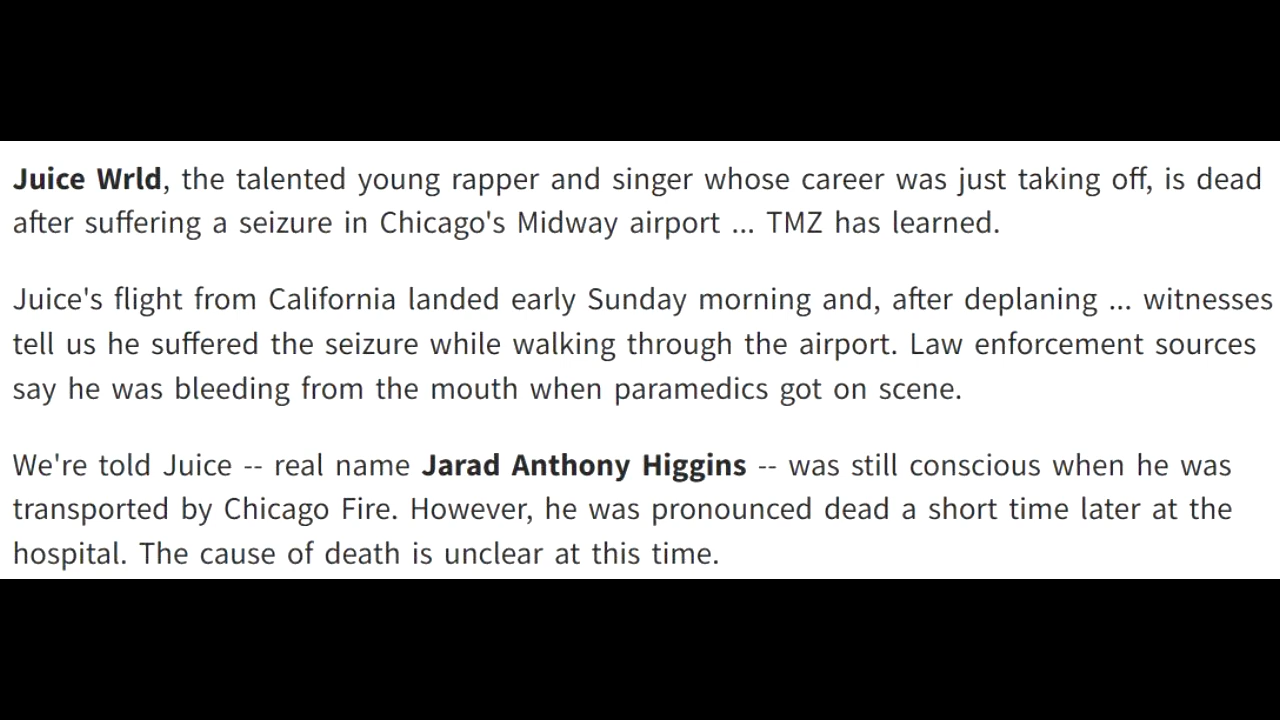 Juice Wrld, the talented young rapper and singer whose career was just taking off, is dead
after suffering a seizure in Chicago's Midway airport ... TMZ has learned.
Juice's flight from California landed early Sunday morning and, after deplaning ... witnesses
tell us he suffered the seizure while walking through the airport. Law enforcement sources
say he was bleeding from the mouth when paramedics got on scene.
We're told Juice -- real name Jarad Anthony Higgins -- was still conscious when he was
transported by Chicago Fire. However, he was pronounced dead a short time later at the
hospital. The cause of death is unclear at this time.